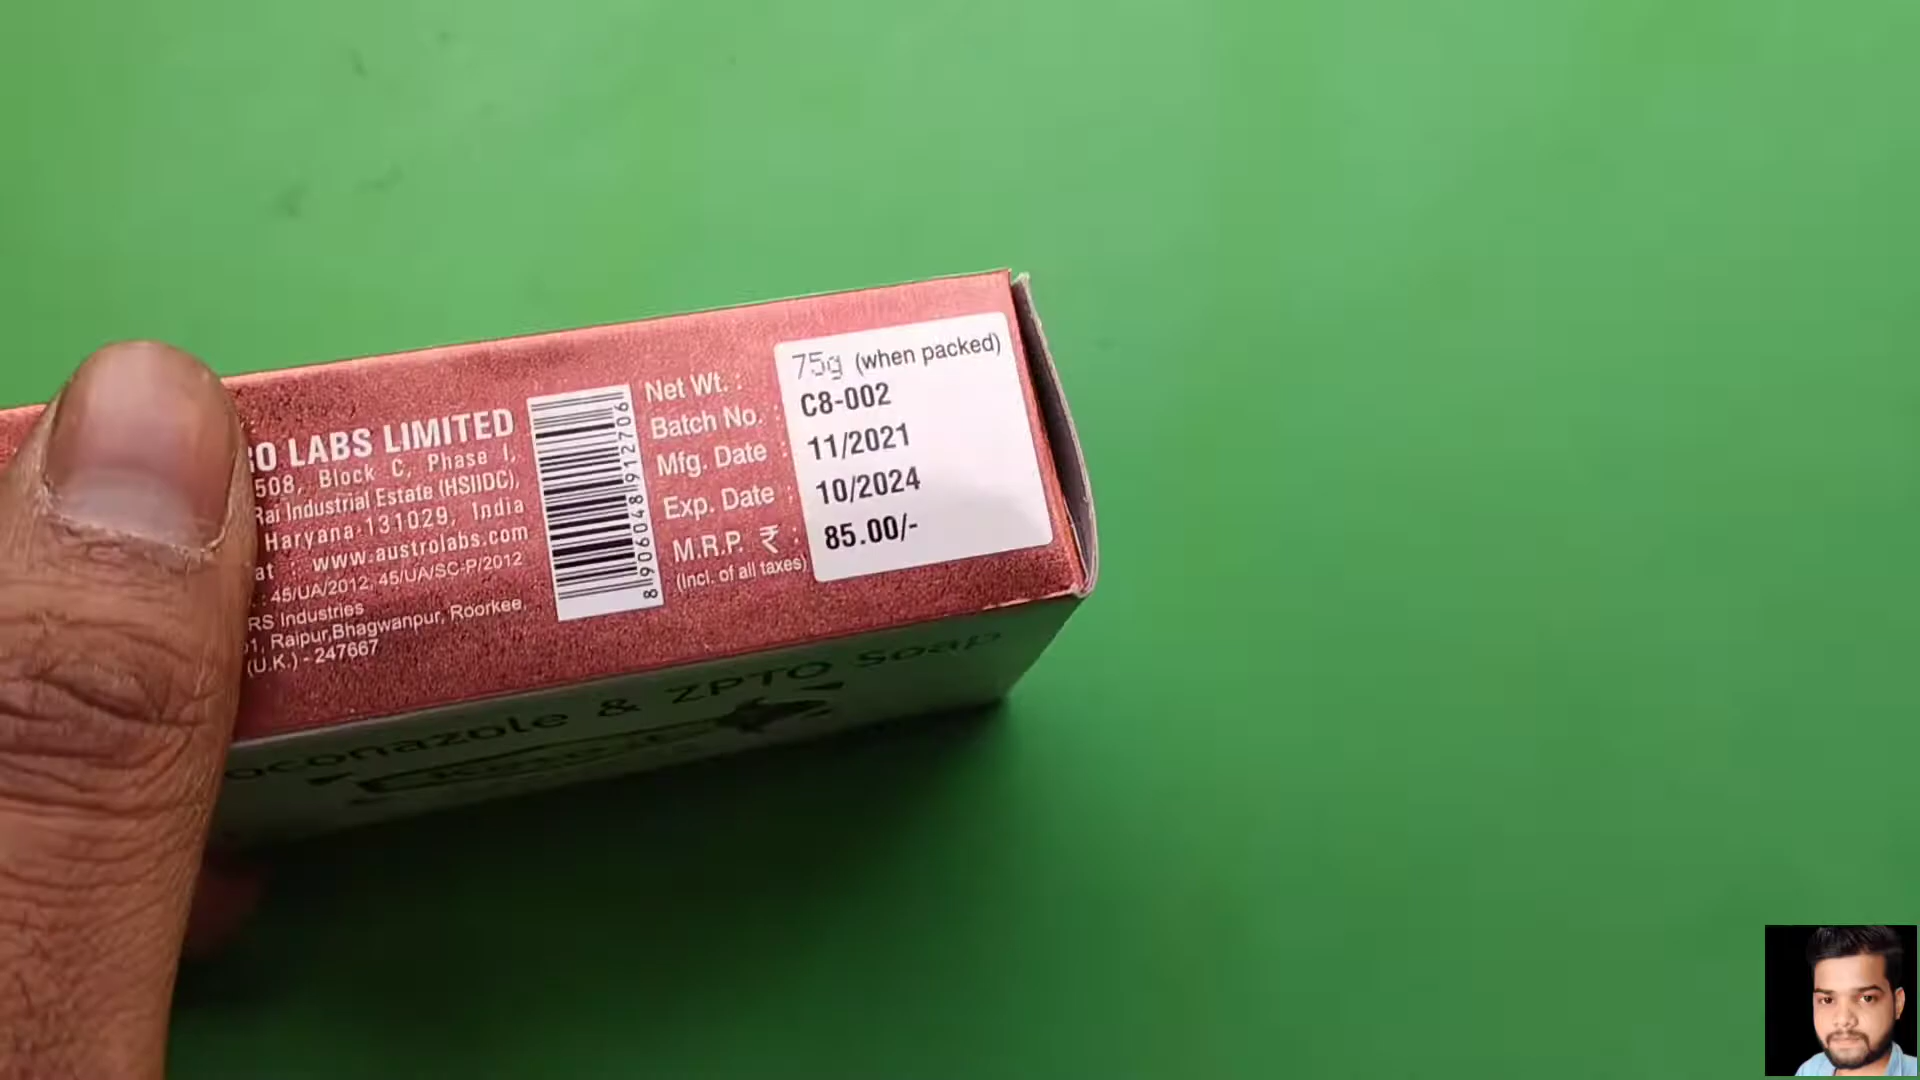 RO LABS LIMITED
508, Block C, Phase I,
Rai Industrial Estate (HSIIDC),
Haryana-131029, India
at : www.austrolabs.com
: 45/UA/2012, 45/UA/SC-P/2012
RS Industries
1, Raipur,Bhagwanpur, Roorkee,
(U.K.) - 247667
8906048912706
Net Wt. : 75g (when packed)
Batch No. : C8-002
Mfg. Date : 11/2021
Exp. Date : 10/2024
M.R.P. ₹ : 85.00/-
(Incl. of all taxes)
oconazole & ZPTO Soap